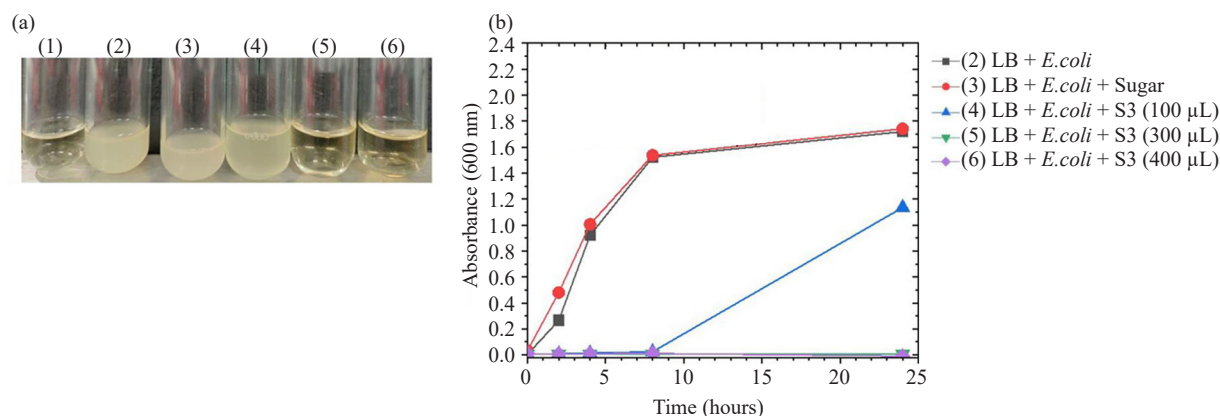 (a)
(1) (2) (3) (4) (5) (6)
(b)
Absorbance (600 nm)
2.4
2.2
2.0
1.8
1.6
1.4
1.2
1.0
0.8
0.6
0.4
0.2
0.0
0 5 10 15 20 25
Time (hours)
(2) LB + E.coli
(3) LB + E.coli + Sugar
(4) LB + E.coli + S3 (100 µL)
(5) LB + E.coli + S3 (300 µL)
(6) LB + E.coli + S3 (400 µL)